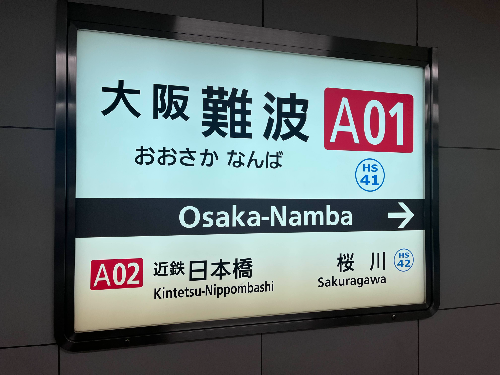 大阪難波 A01
おおさか なんば
HS
41
Osaka-Namba →
A02 近鉄日本橋
Kintetsu-Nippombashi
桜川 HS
42
Sakuragawa